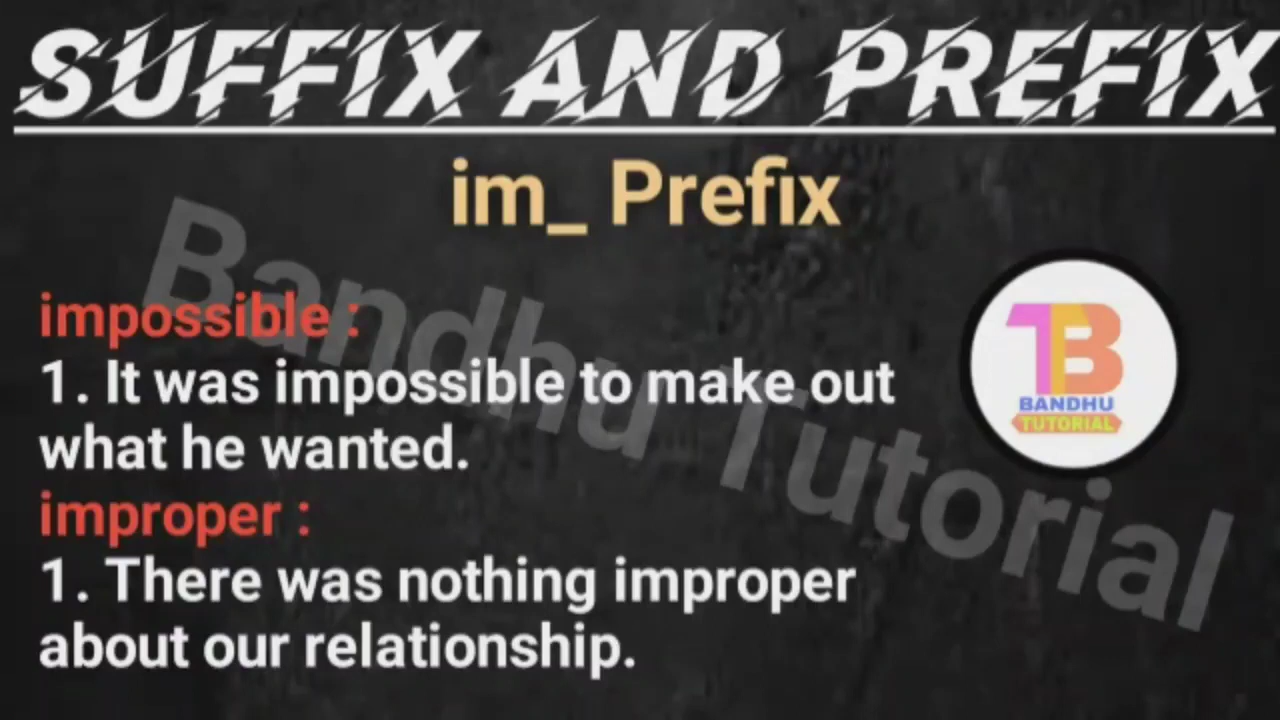 SUFFIX AND PREFIX
im_ Prefix
impossible :
1. It was impossible to make out
what he wanted.
improper :
1. There was nothing improper
about our relationship.
TB
BANDHU
TUTORIAL
Bandhu Tutorial